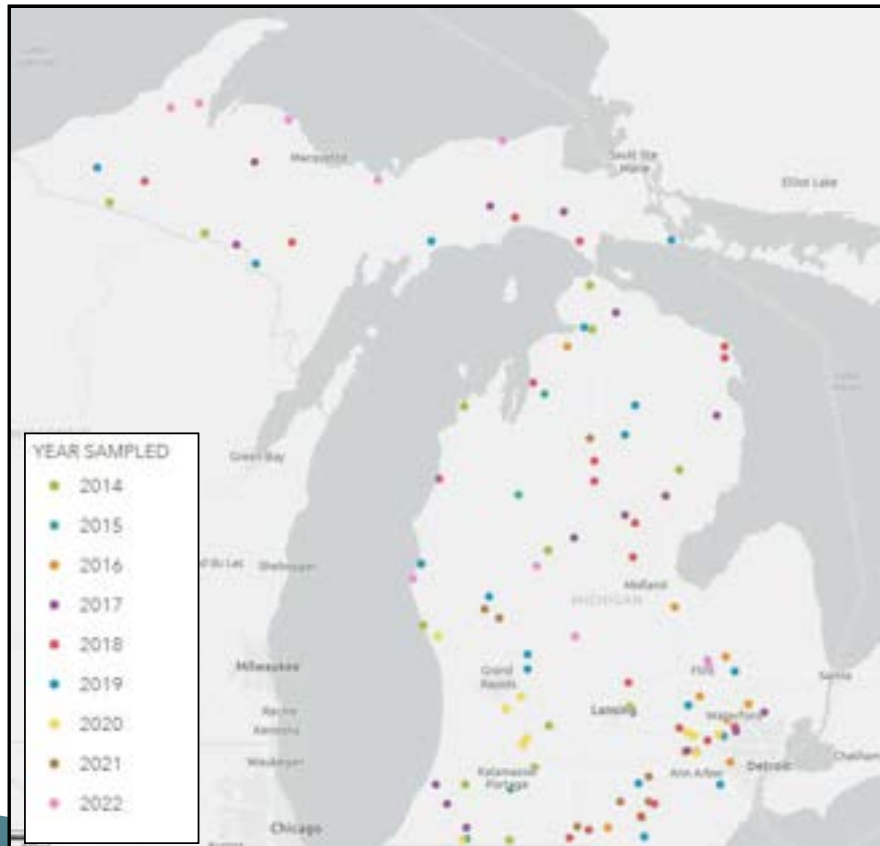 Marquette
Sault Ste
Marie
Elliot Lake
YEAR SAMPLED
2014
2015
2016
2017
2018
2019
2020
2021
2022
Green Bay
Sheboygan
Midland
MICHIGAN
Milwaukee
Grand
Rapids
Flint
Sarnia
Racine
Kenosha
Lansing
Waterford
Waukegan
Kalamazoo
Portage
Ann Arbor
Detroit
Chatham
Chicago